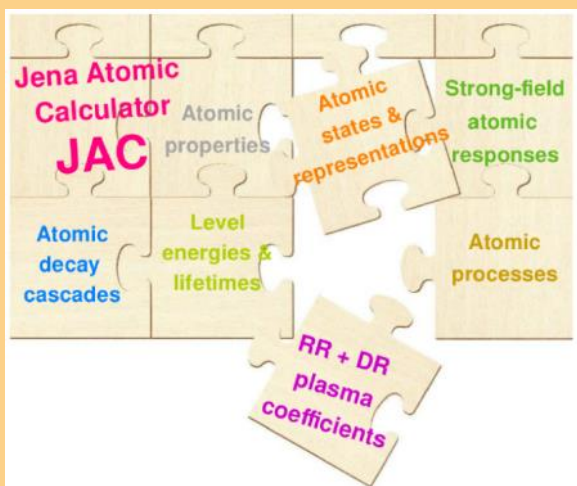 Jena Atomic
Calculator
JAC
Atomic
properties
Atomic
states &
representations
Strong-field
atomic
responses
Atomic
decay
cascades
Level
energies &
lifetimes
Atomic
processes
RR + DR
plasma
coefficients